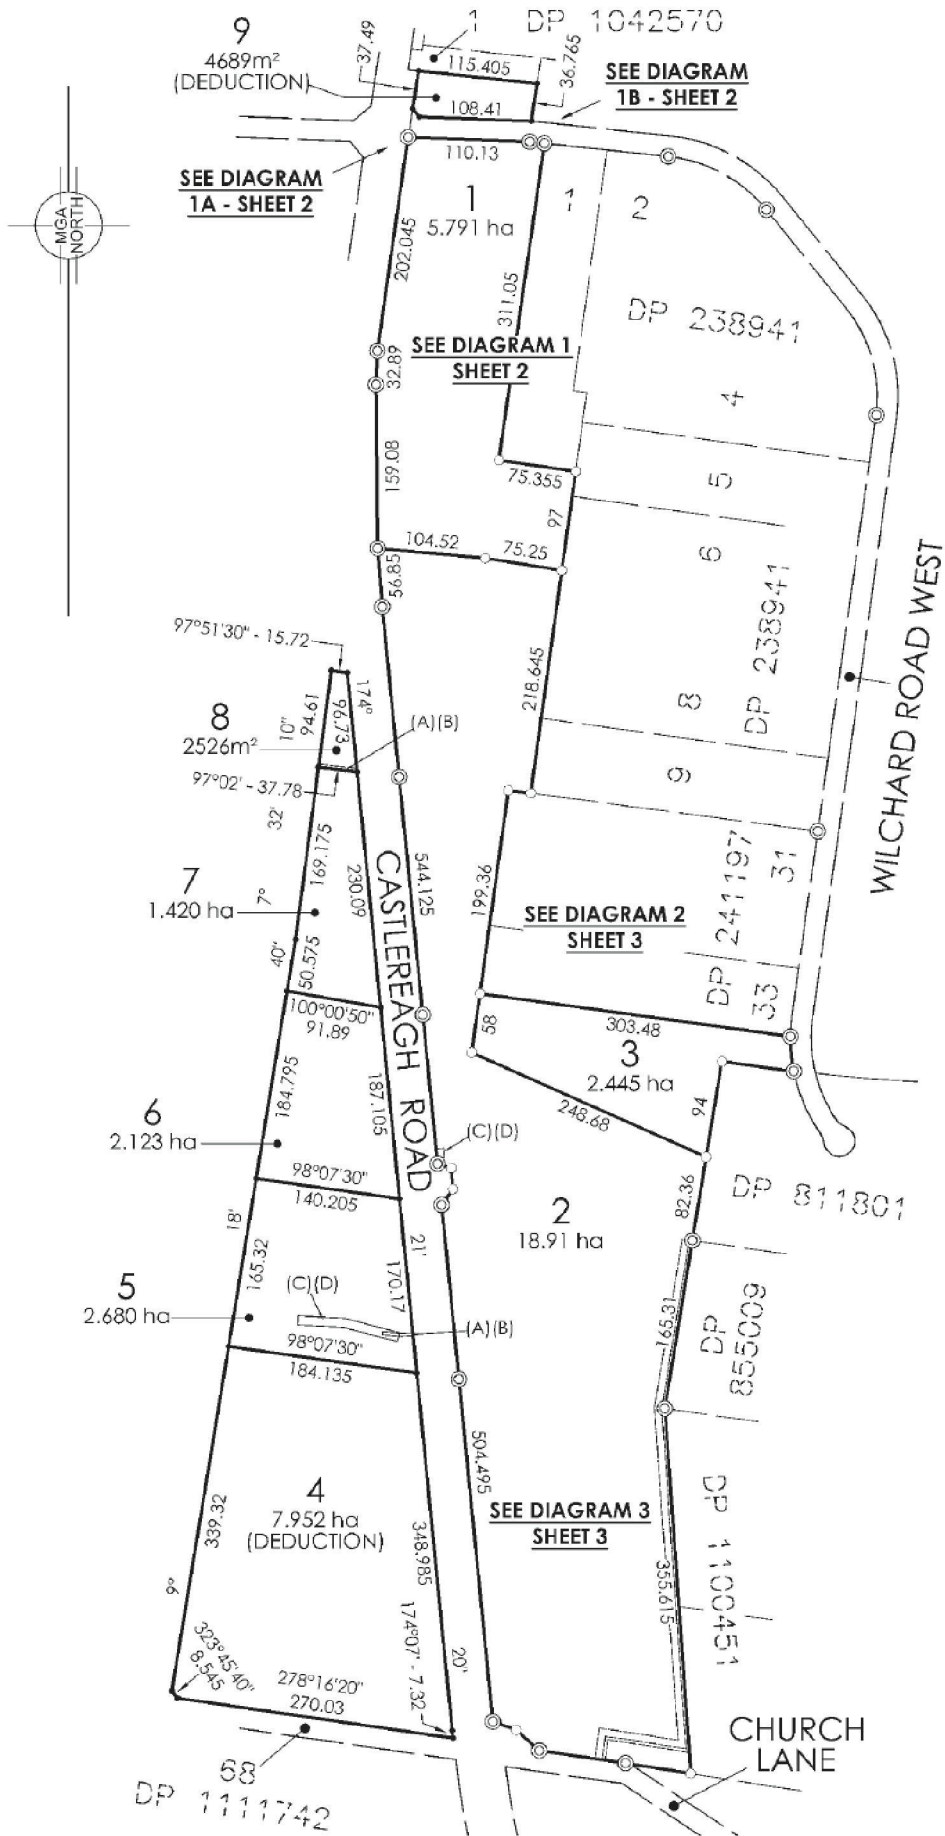 9
4689m²
(DEDUCTION)
37.49
1 DP 1042570
115.405
36.765
108.41
SEE DIAGRAM
1B - SHEET 2
110.13
SEE DIAGRAM
1A - SHEET 2
MGA
NORTH
1
5.791 ha
1
2
202.045
311.05
DP 238941
32.89
SEE DIAGRAM 1
SHEET 2
4
159.08
75.355
5
97
104.52
75.25
6
56.85
WILCHARD ROAD WEST
97°51'30" - 15.72
218.645
DP 238941
8
94.61
174°
96.73
10"
8
2526m²
(A)(B)
97°02' - 37.78
9
32'
169.175
230.09
CASTLEREAGH ROAD
544.125
7
1.420 ha
7°
199.36
SEE DIAGRAM 2
SHEET 3
DP 241197
31
33
40"
50.575
100°00'50"
91.89
58
303.48
3
2.445 ha
184.795
187.105
248.68
94
6
2.123 ha
(C)(D)
98°07'30"
140.205
82.36
DP 811801
2
18.91 ha
18'
165.32
21'
170.17
5
2.680 ha
(C)(D)
(A)(B)
165.31
DP
855009
98°07'30"
184.135
504.495
4
7.952 ha
(DEDUCTION)
339.32
348.985
SEE DIAGRAM 3
SHEET 3
355.615
DP 1100451
9°
323°45'40"
8.545
174°07' - 7.32
20'
278°16'20"
270.03
68
DP 1111742
CHURCH
LANE